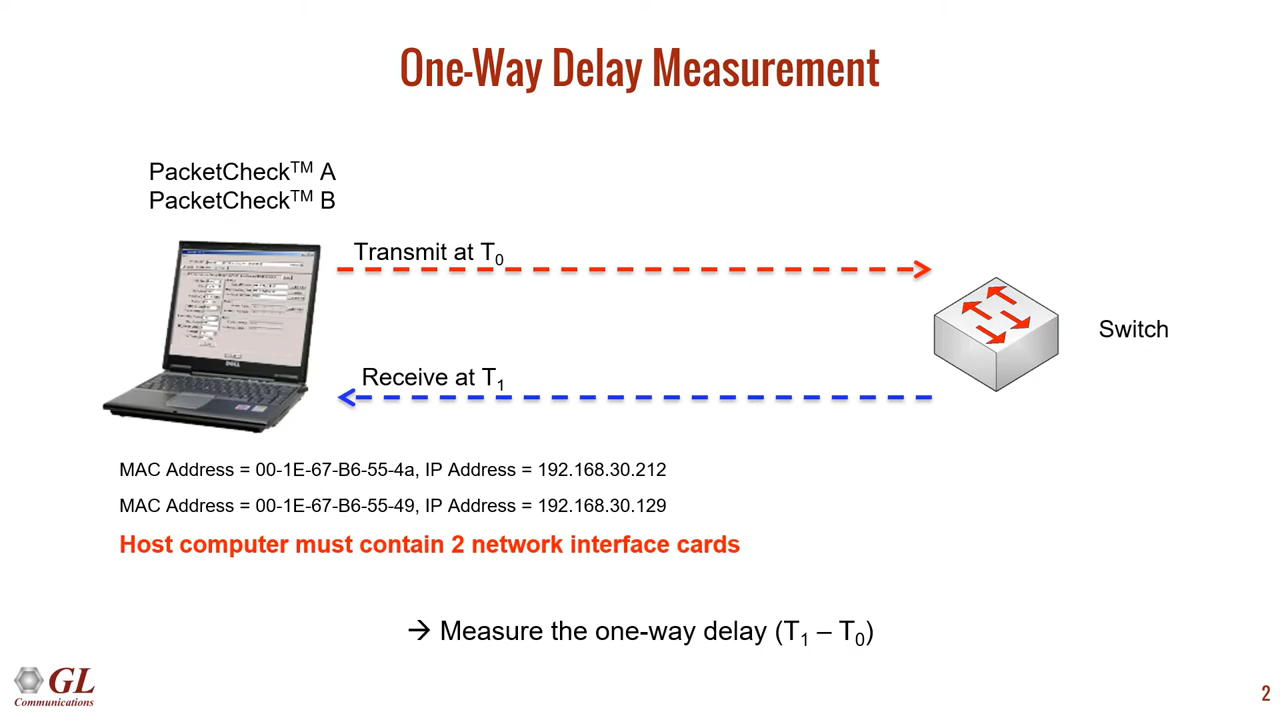 One-Way Delay Measurement
PacketCheck™ A
PacketCheck™ B
Transmit at T₀
Switch
Receive at T₁
DELL
MAC Address = 00-1E-67-B6-55-4a, IP Address = 192.168.30.212
MAC Address = 00-1E-67-B6-55-49, IP Address = 192.168.30.129
Host computer must contain 2 network interface cards
→ Measure the one-way delay (T₁ – T₀)
GL
Communications
2